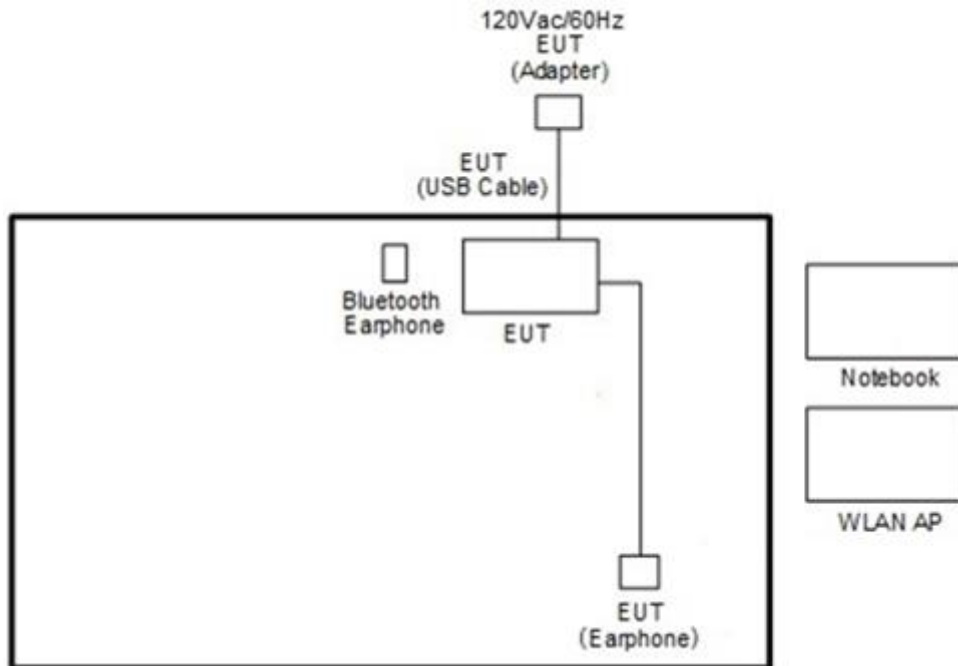 120Vac/60Hz
EUT
(Adapter)
EUT
(USB Cable)
Bluetooth
Earphone
EUT
Notebook
WLAN AP
EUT
(Earphone)